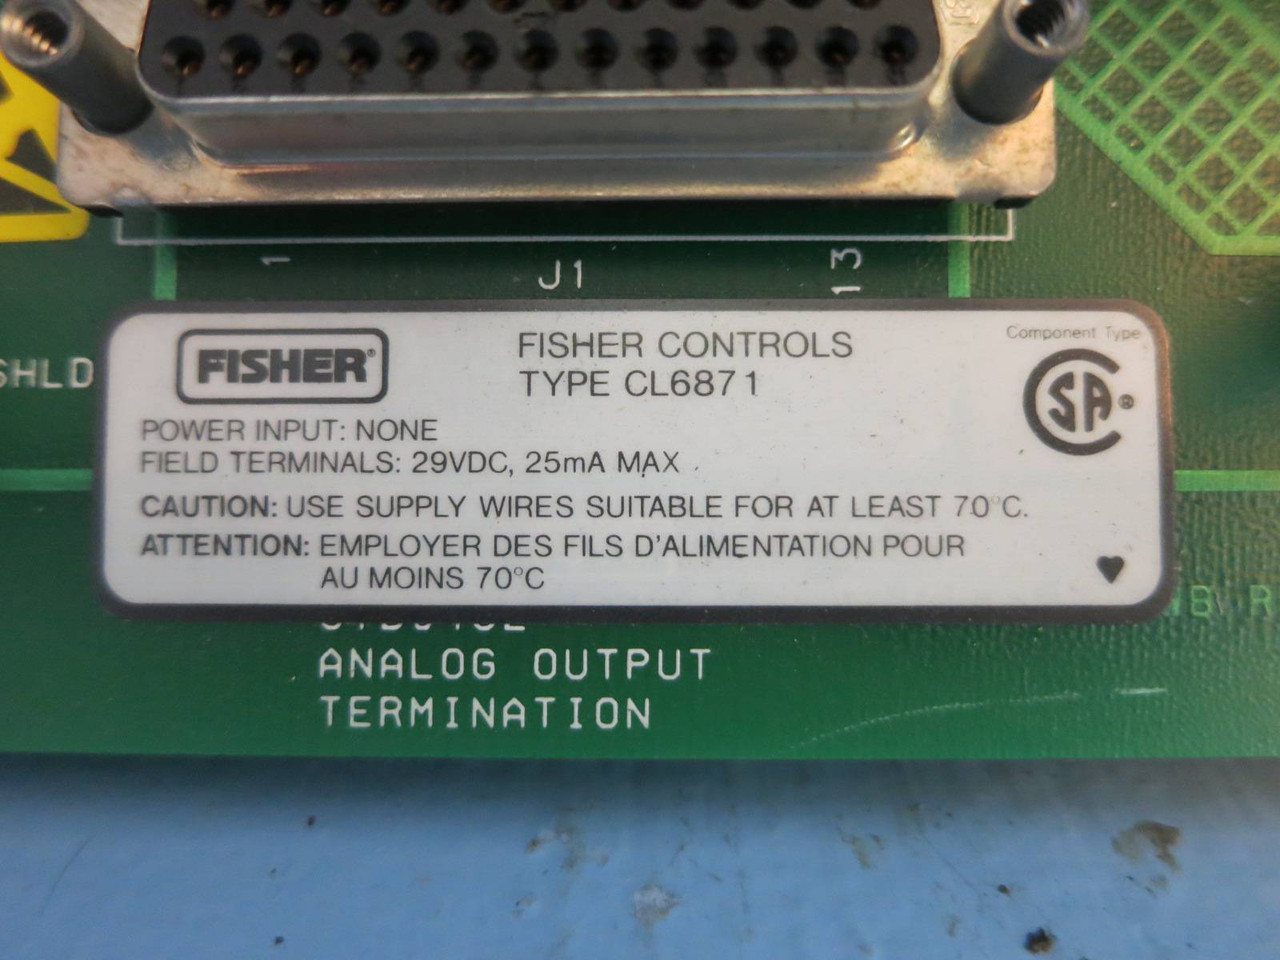 1
J1
13
SHLD
FISHER®
FISHER CONTROLS
TYPE CL6871
Component Type
CSA®
POWER INPUT: NONE
FIELD TERMINALS: 29VDC, 25mA MAX
CAUTION: USE SUPPLY WIRES SUITABLE FOR AT LEAST 70°C.
ATTENTION: EMPLOYER DES FILS D'ALIMENTATION POUR
AU MOINS 70°C
ANALOG OUTPUT
TERMINATION